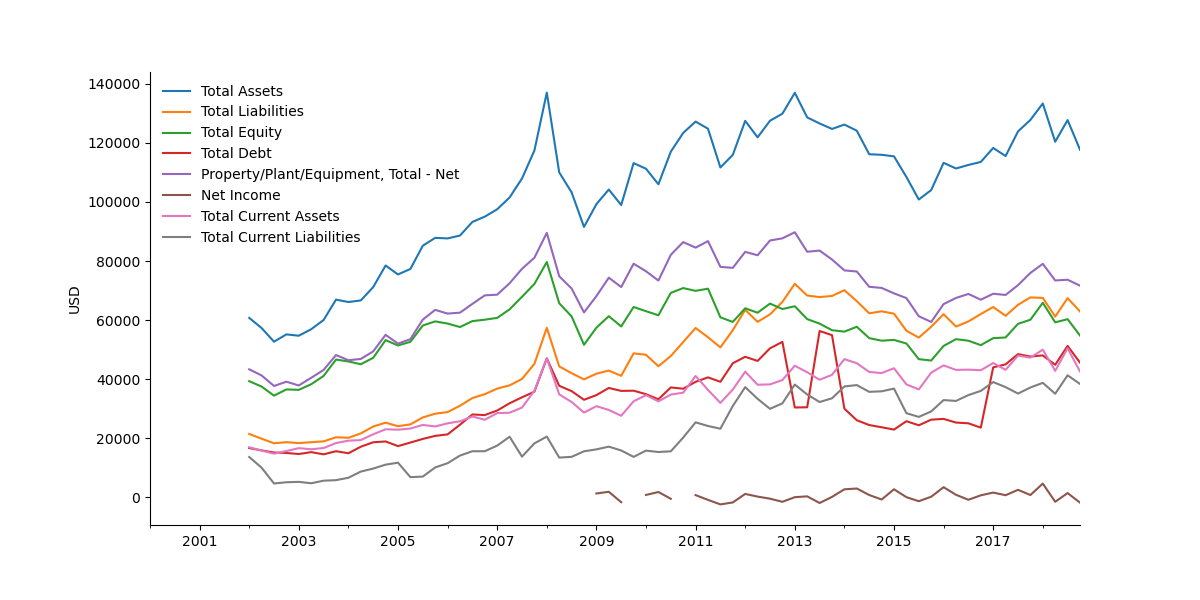 140000
120000
100000
80000
60000
40000
20000
0
USD
Total Assets
Total Liabilities
Total Equity
Total Debt
Property/Plant/Equipment, Total - Net
Net Income
Total Current Assets
Total Current Liabilities
2001 2003 2005 2007 2009 2011 2013 2015 2017